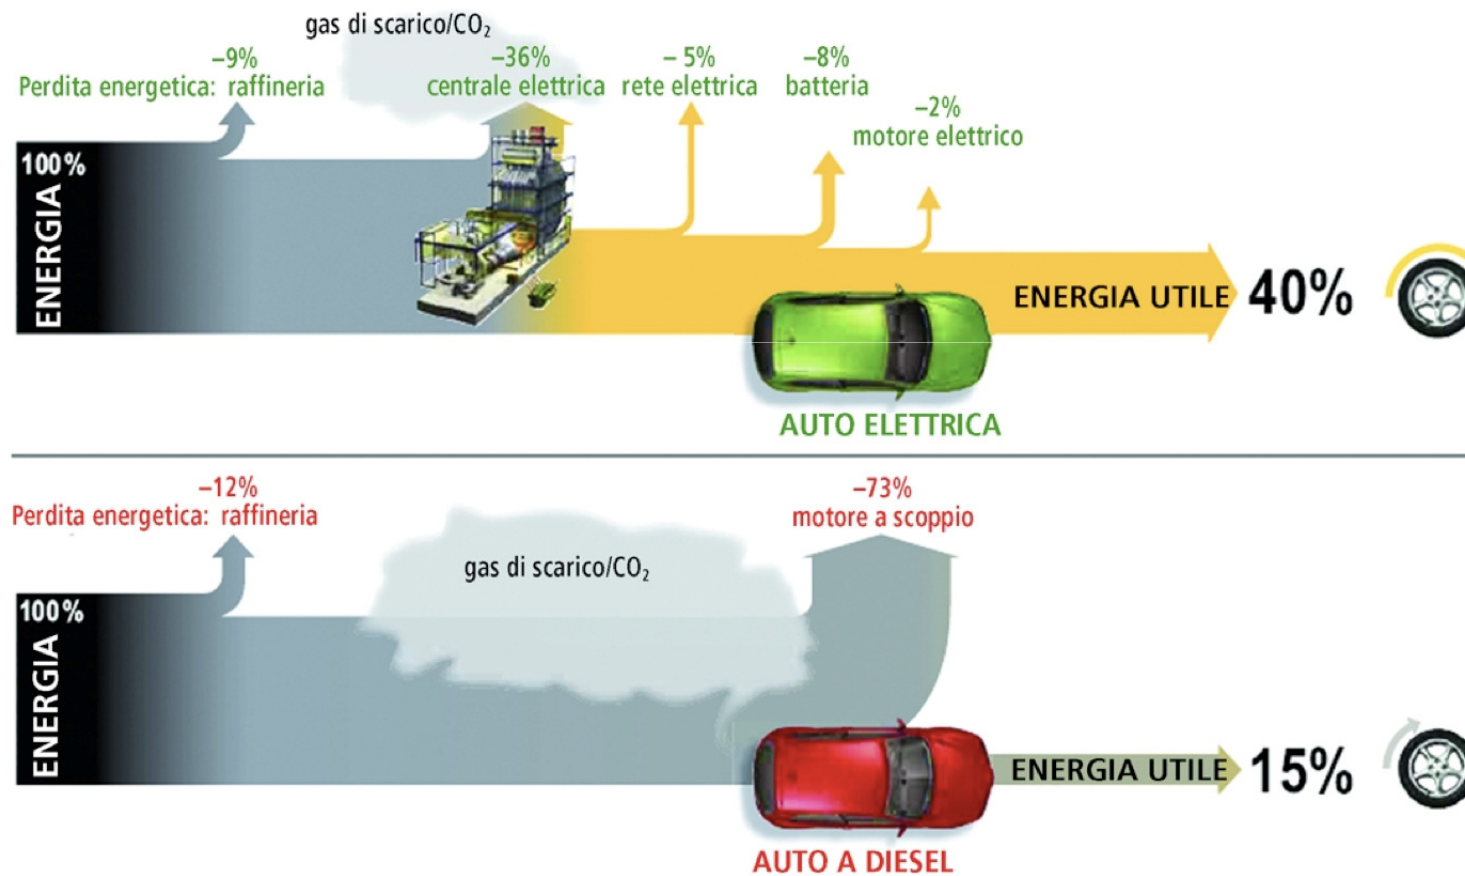 gas di scarico/CO₂
–9%
Perdita energetica: raffineria
–36%
centrale elettrica
– 5%
rete elettrica
–8%
batteria
–2%
motore elettrico
100%
ENERGIA
ENERGIA UTILE 40%
AUTO ELETTRICA
–12%
Perdita energetica: raffineria
–73%
motore a scoppio
gas di scarico/CO₂
100%
ENERGIA
ENERGIA UTILE 15%
AUTO A DIESEL